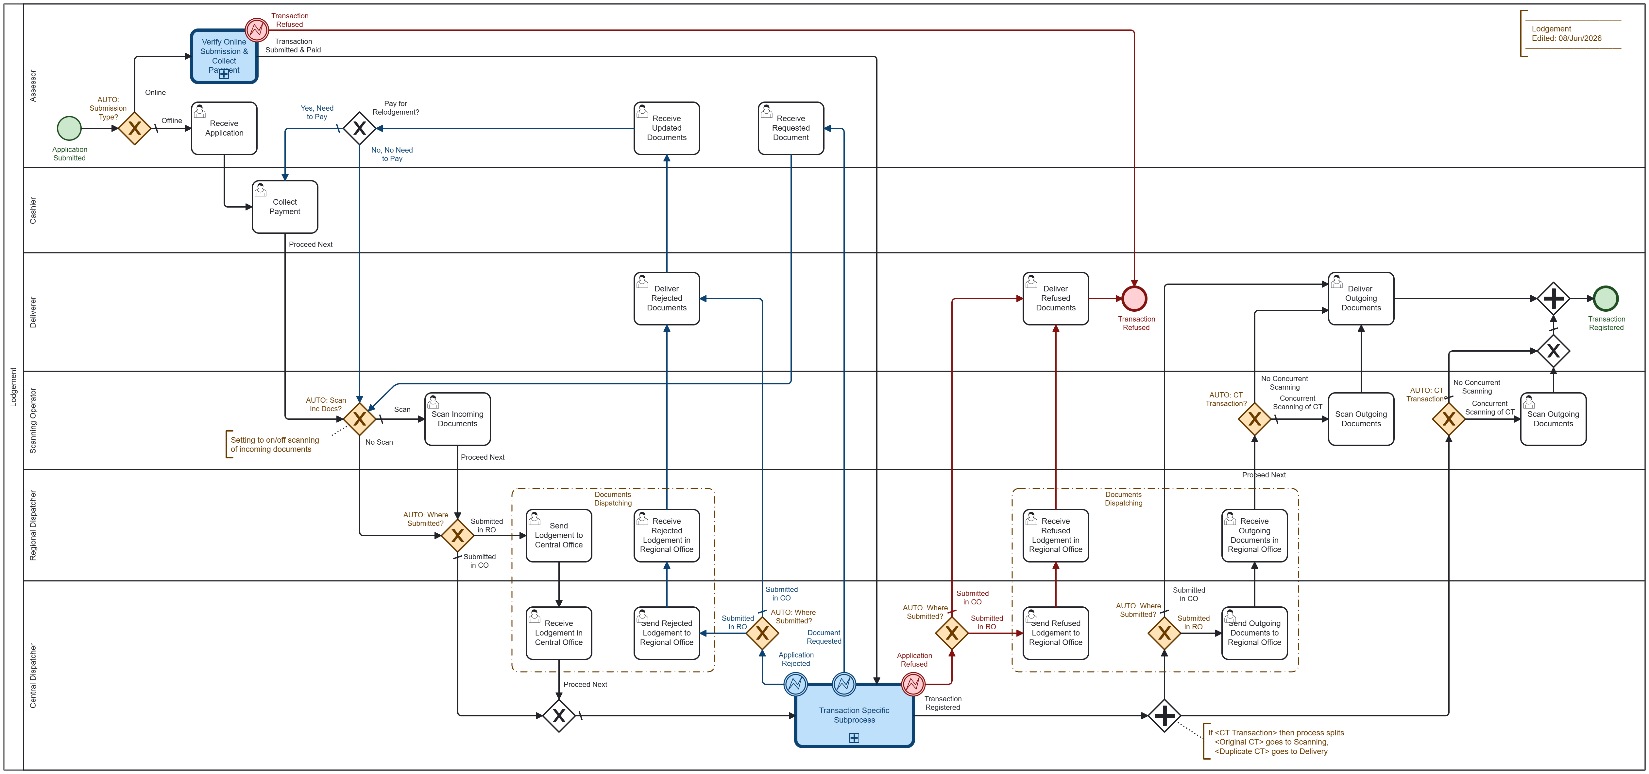 Lodgement
Assessor
Cashier
Deliverer
Scanning Operator
Regional Dispatcher
Central Dispatcher
Lodgement
Edited: 08/Jun/2026
Transaction
Refused
Verify Online
Submission &
Collect
Payment
Transaction
Submitted & Paid
Online
AUTO:
Submission
Type?
Offline
Application
Submitted
Receive
Application
Yes, Need
to Pay
Pay for
Relodgement?
No, No Need
to Pay
Receive
Updated
Documents
Receive
Requested
Document
Collect
Payment
Proceed Next
Deliver
Rejected
Documents
Deliver
Refused
Documents
Transaction
Refused
Deliver
Outgoing
Documents
Transaction
Registered
AUTO: Scan
Inc Docs?
Scan
No Scan
Setting to on/off scanning
of incoming documents
Scan Incoming
Documents
Proceed Next
No Concurrent
Scanning
AUTO: CT
Transaction?
Concurrent
Scanning of CT
Scan Outgoing
Documents
No Concurrent
Scanning
AUTO: CT
Transaction?
Concurrent
Scanning of CT
Scan Outgoing
Documents
Proceed Next
AUTO: Where
Submitted?
Submitted
in RO
Submitted
in CO
Documents
Dispatching
Send
Lodgement to
Central Office
Receive
Rejected
Lodgement in
Regional Office
Documents
Dispatching
Receive
Refused
Lodgement in
Regional Office
Receive
Outgoing
Documents in
Regional Office
Receive
Lodgement in
Central Office
Send Rejected
Lodgement to
Regional Office
Submitted
in CO
AUTO: Where
Submitted?
Submitted
in RO
Document
Requested
Application
Rejected
Submitted
in CO
AUTO: Where
Submitted?
Submitted
in RO
Application
Refused
Send Refused
Lodgement to
Regional Office
Submitted
in CO
AUTO: Where
Submitted?
Submitted
in RO
Send Outgoing
Documents to
Regional Office
Proceed Next
Transaction Specific
Subprocess
Transaction
Registered
If <CT Transaction> then process splits
<Original CT> goes to Scanning,
<Duplicate CT> goes to Delivery